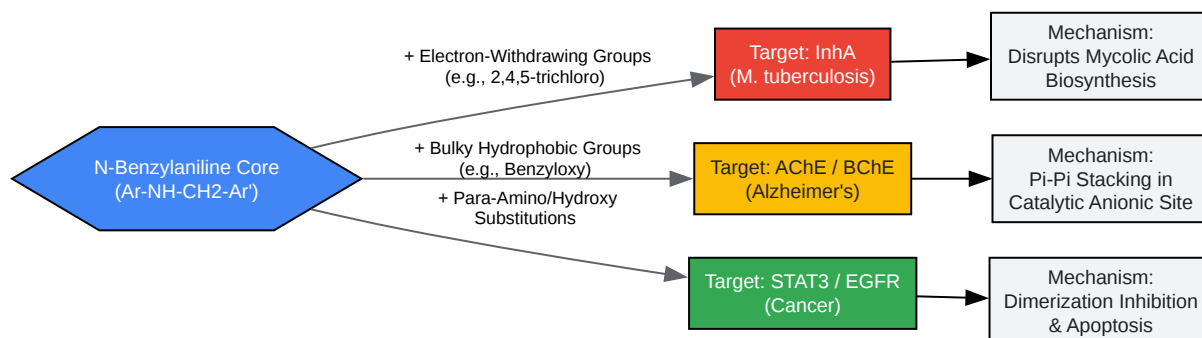 N-Benzylaniline Core
(Ar-NH-CH2-Ar')
+ Electron-Withdrawing Groups
(e.g., 2,4,5-trichloro)
Target: InhA
(M. tuberculosis)
Mechanism:
Disrupts Mycolic Acid
Biosynthesis
+ Bulky Hydrophobic Groups
(e.g., Benzyloxy)
Target: AChE / BChE
(Alzheimer's)
Mechanism:
Pi-Pi Stacking in
Catalytic Anionic Site
+ Para-Amino/Hydroxy
Substitutions
Target: STAT3 / EGFR
(Cancer)
Mechanism:
Dimerization Inhibition
& Apoptosis